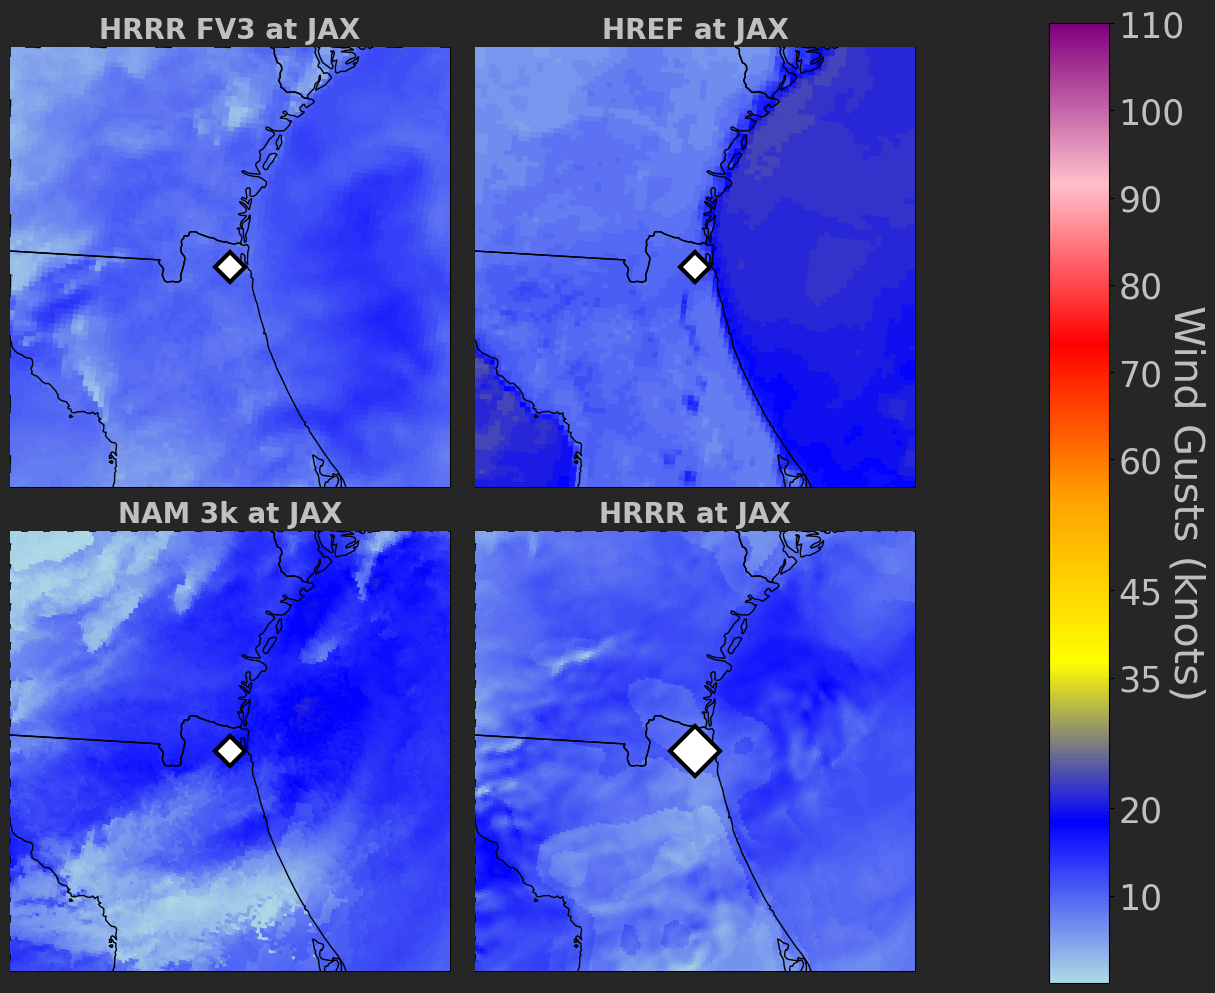 HRRR FV3 at JAX
HREF at JAX
NAM 3k at JAX
HRRR at JAX
110
100
90
80
70
60
45
35
20
10
Wind Gusts (knots)